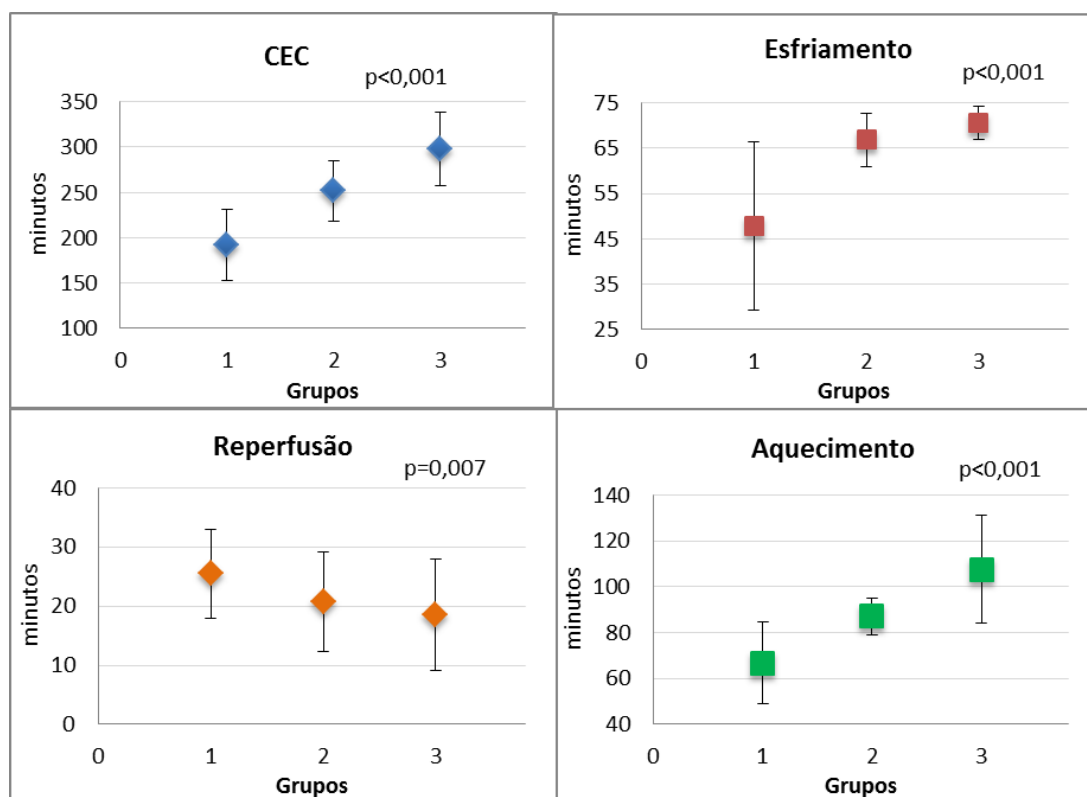 CEC
p<0,001
350
300
250
200
150
100
minutos
0 1 2 3
Grupos
Esfriamento
p<0,001
75
65
55
45
35
25
minutos
0 1 2 3
Grupos
Reperfusão
p=0,007
40
30
20
10
0
minutos
0 1 2 3
Grupos
Aquecimento
p<0,001
140
120
100
80
60
40
minutos
0 1 2 3
Grupos